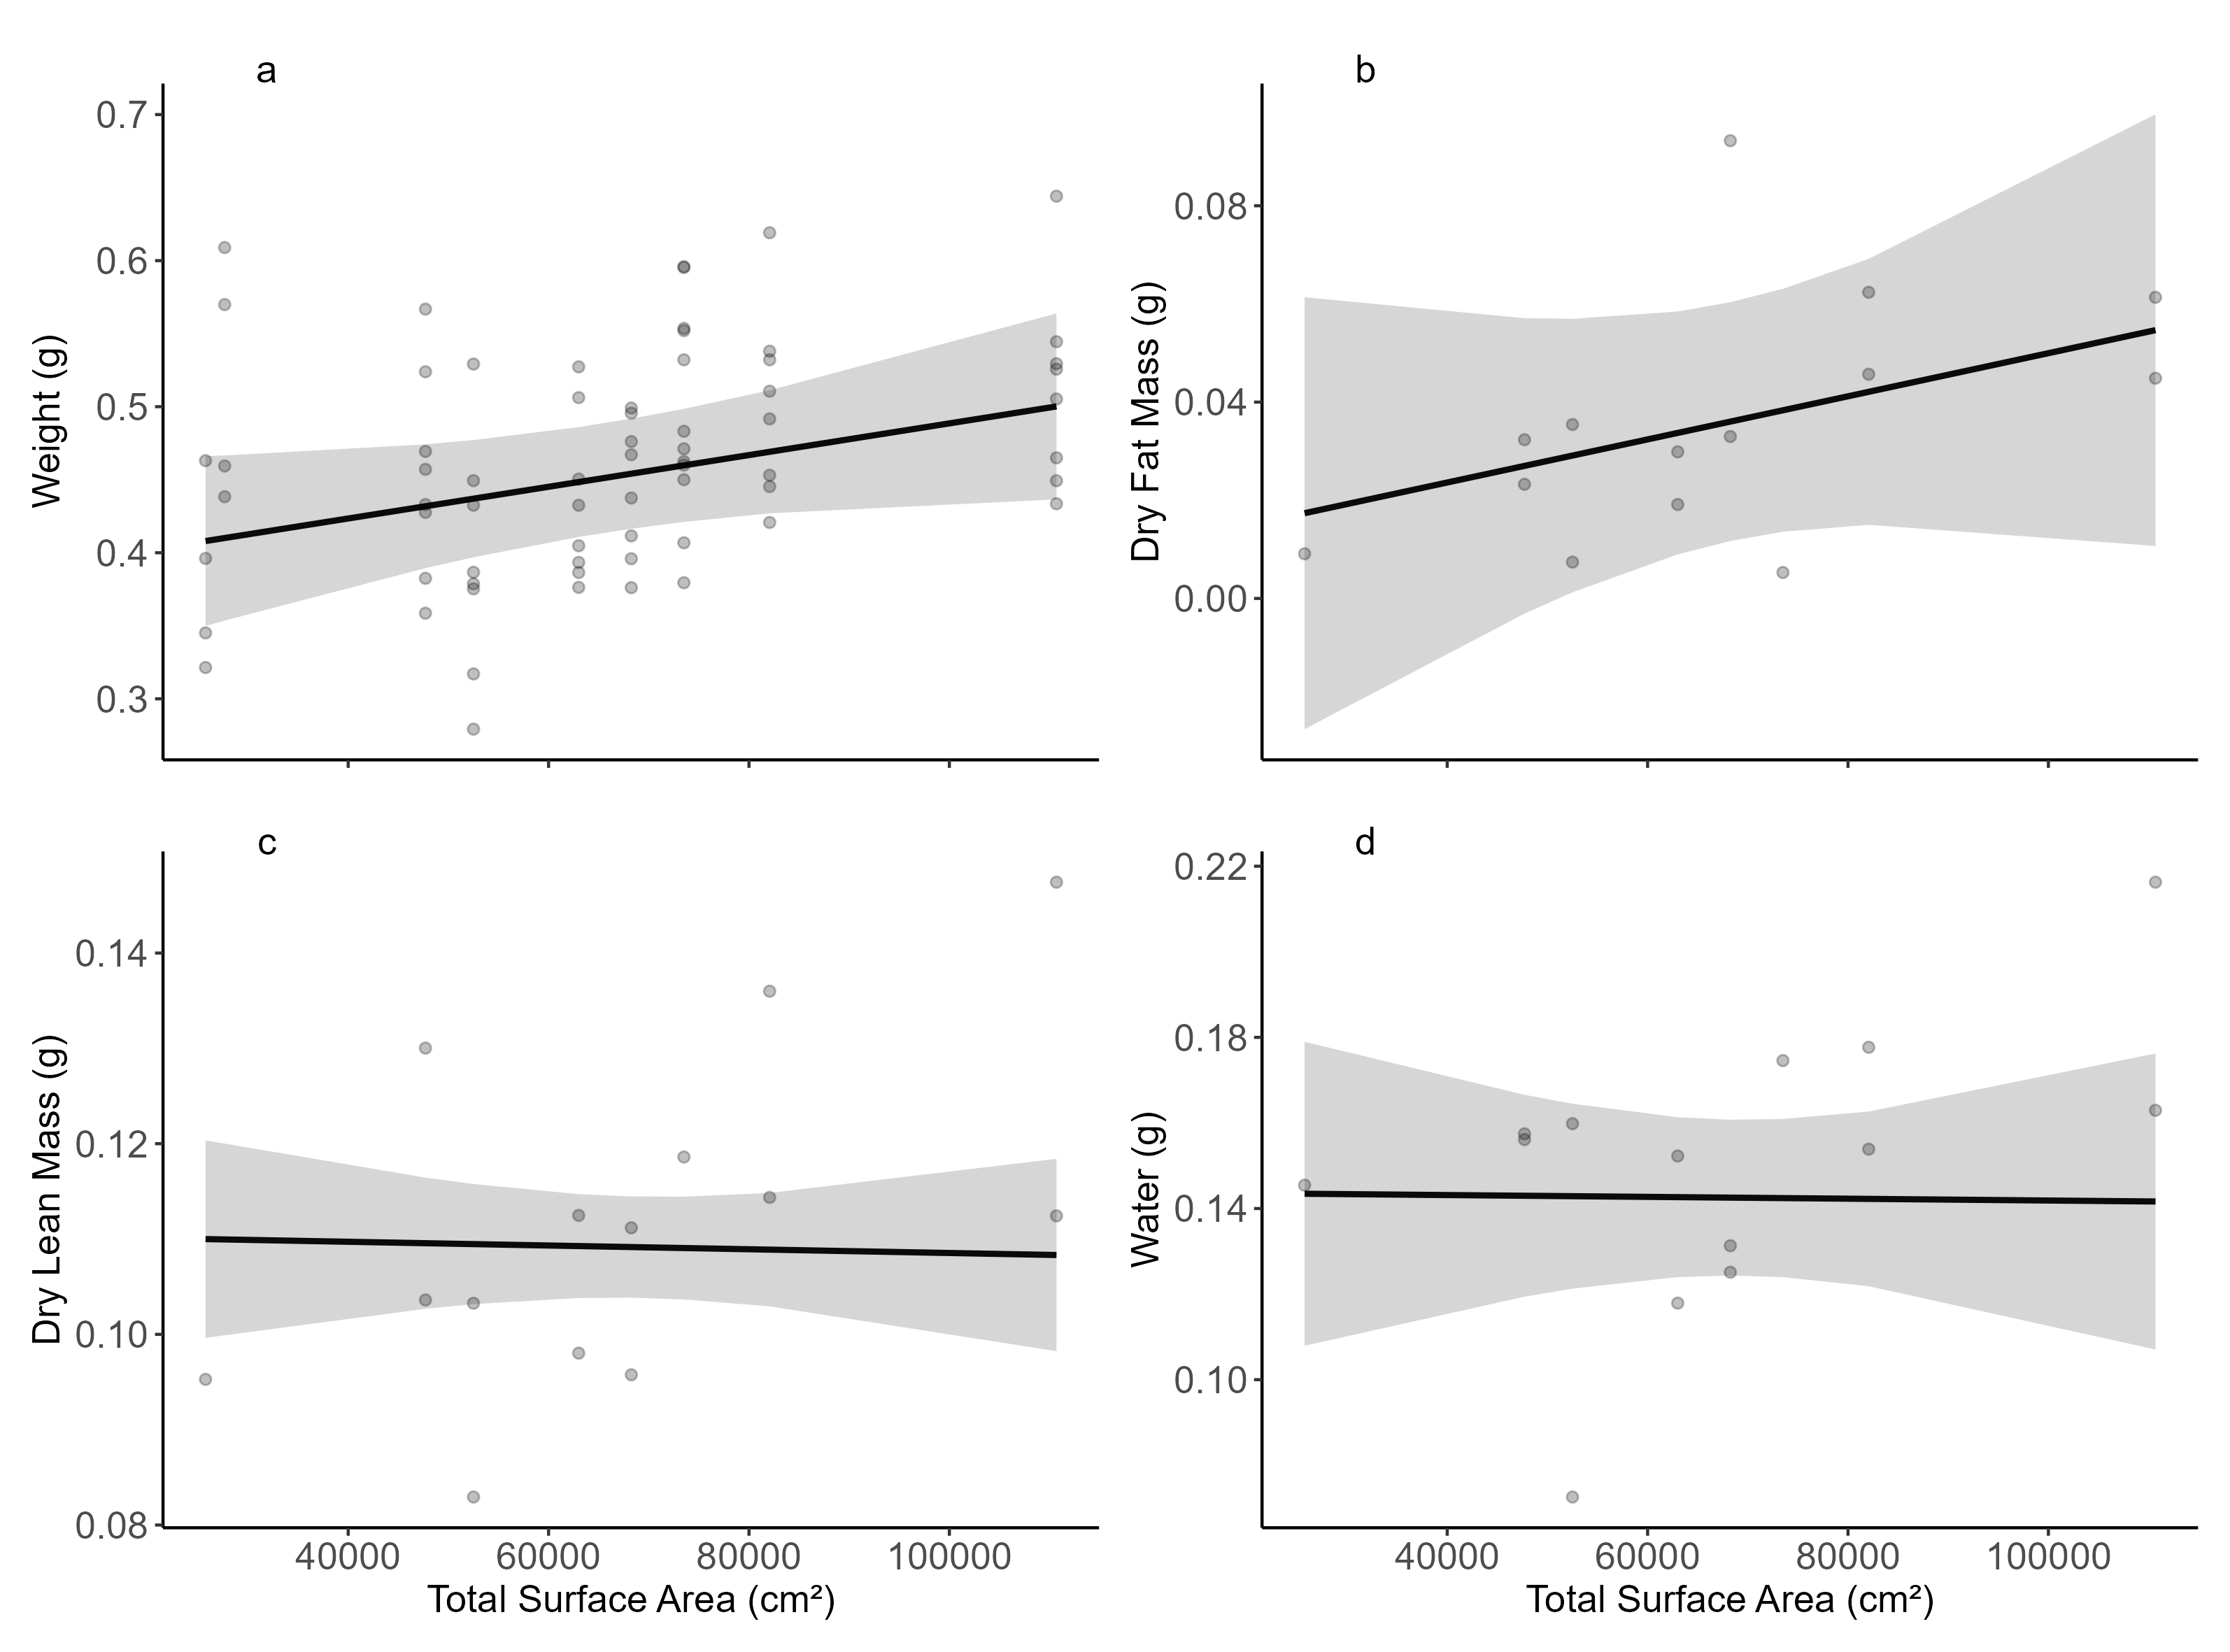 a
0.7
0.6
0.5
0.4
0.3
Weight (g)
b
0.08
0.04
0.00
Dry Fat Mass (g)
c
0.14
0.12
0.10
0.08
Dry Lean Mass (g)
40000 60000 80000 100000
Total Surface Area (cm²)
d
0.22
0.18
0.14
0.10
Water (g)
40000 60000 80000 100000
Total Surface Area (cm²)